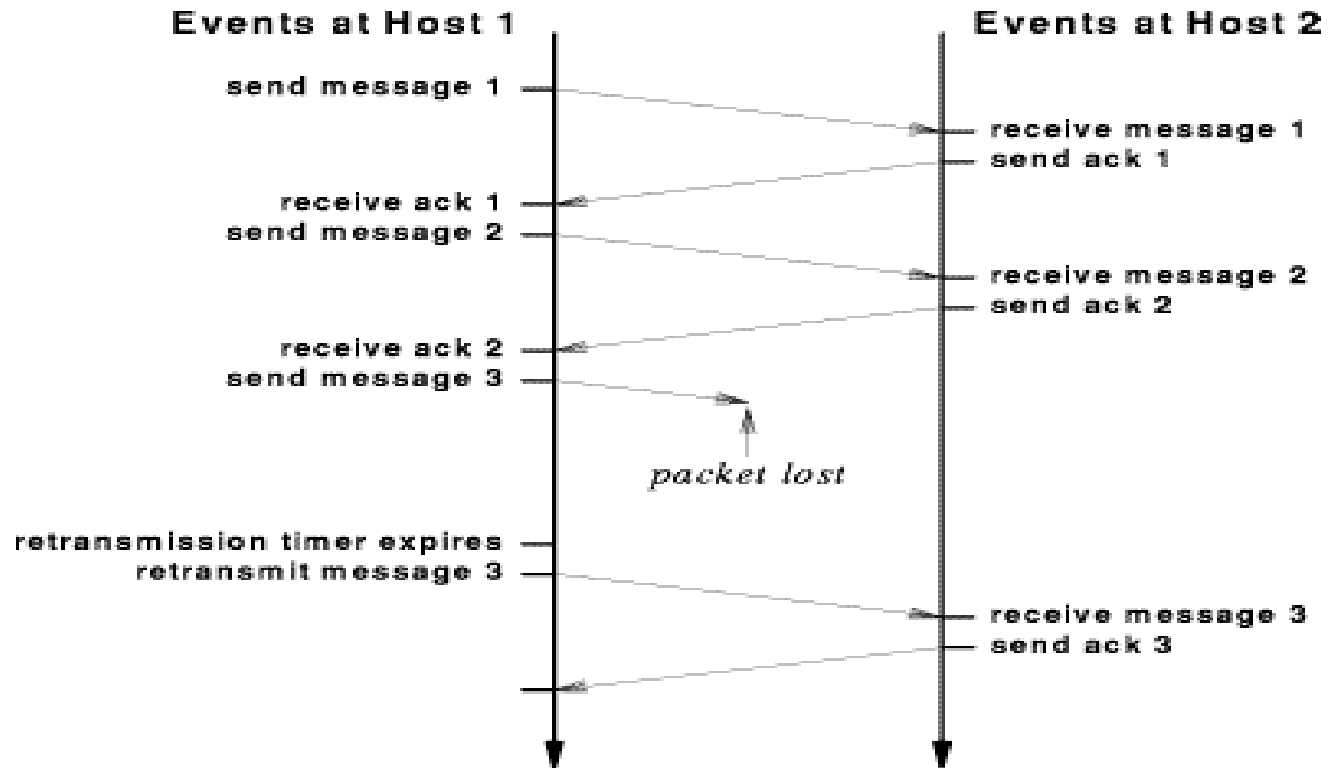 Events at Host 1
Events at Host 2
send message 1
receive message 1
send ack 1
receive ack 1
send message 2
receive message 2
send ack 2
receive ack 2
send message 3
packet lost
retransmission timer expires
retransmit message 3
receive message 3
send ack 3